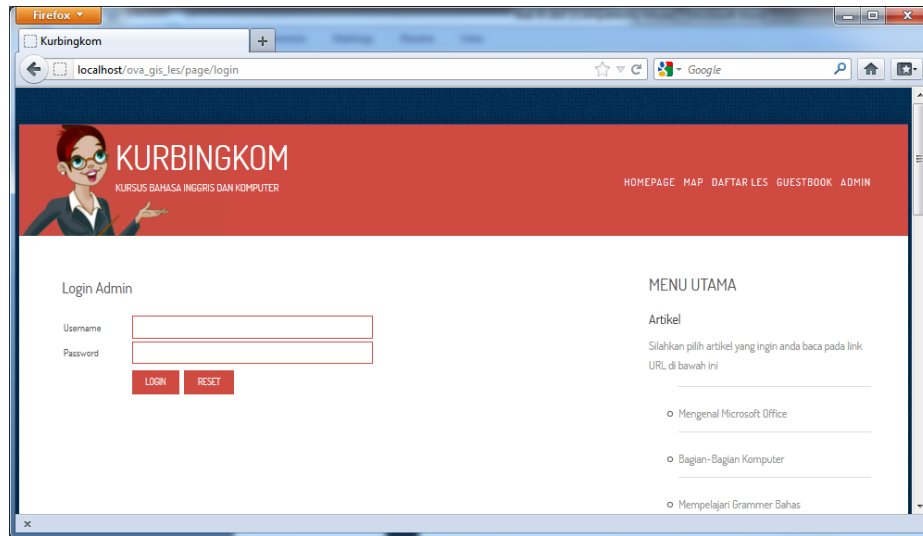 Firefox
Kurbingkom
localhost/ova_gis_les/page/login
Google
KURBINGKOM
KURSUS BAHASA INGGRIS DAN KOMPUTER
HOMEPAGE MAP DAFTAR LES GUESTBOOK ADMIN
Login Admin
Username
Password
LOGIN RESET
MENU UTAMA
Artikel
Silahkan pilih artikel yang ingin anda baca pada link
URL di bawah ini
Mengenal Microsoft Office
Bagian-Bagian Komputer
Mempelajari Grammer Bahas